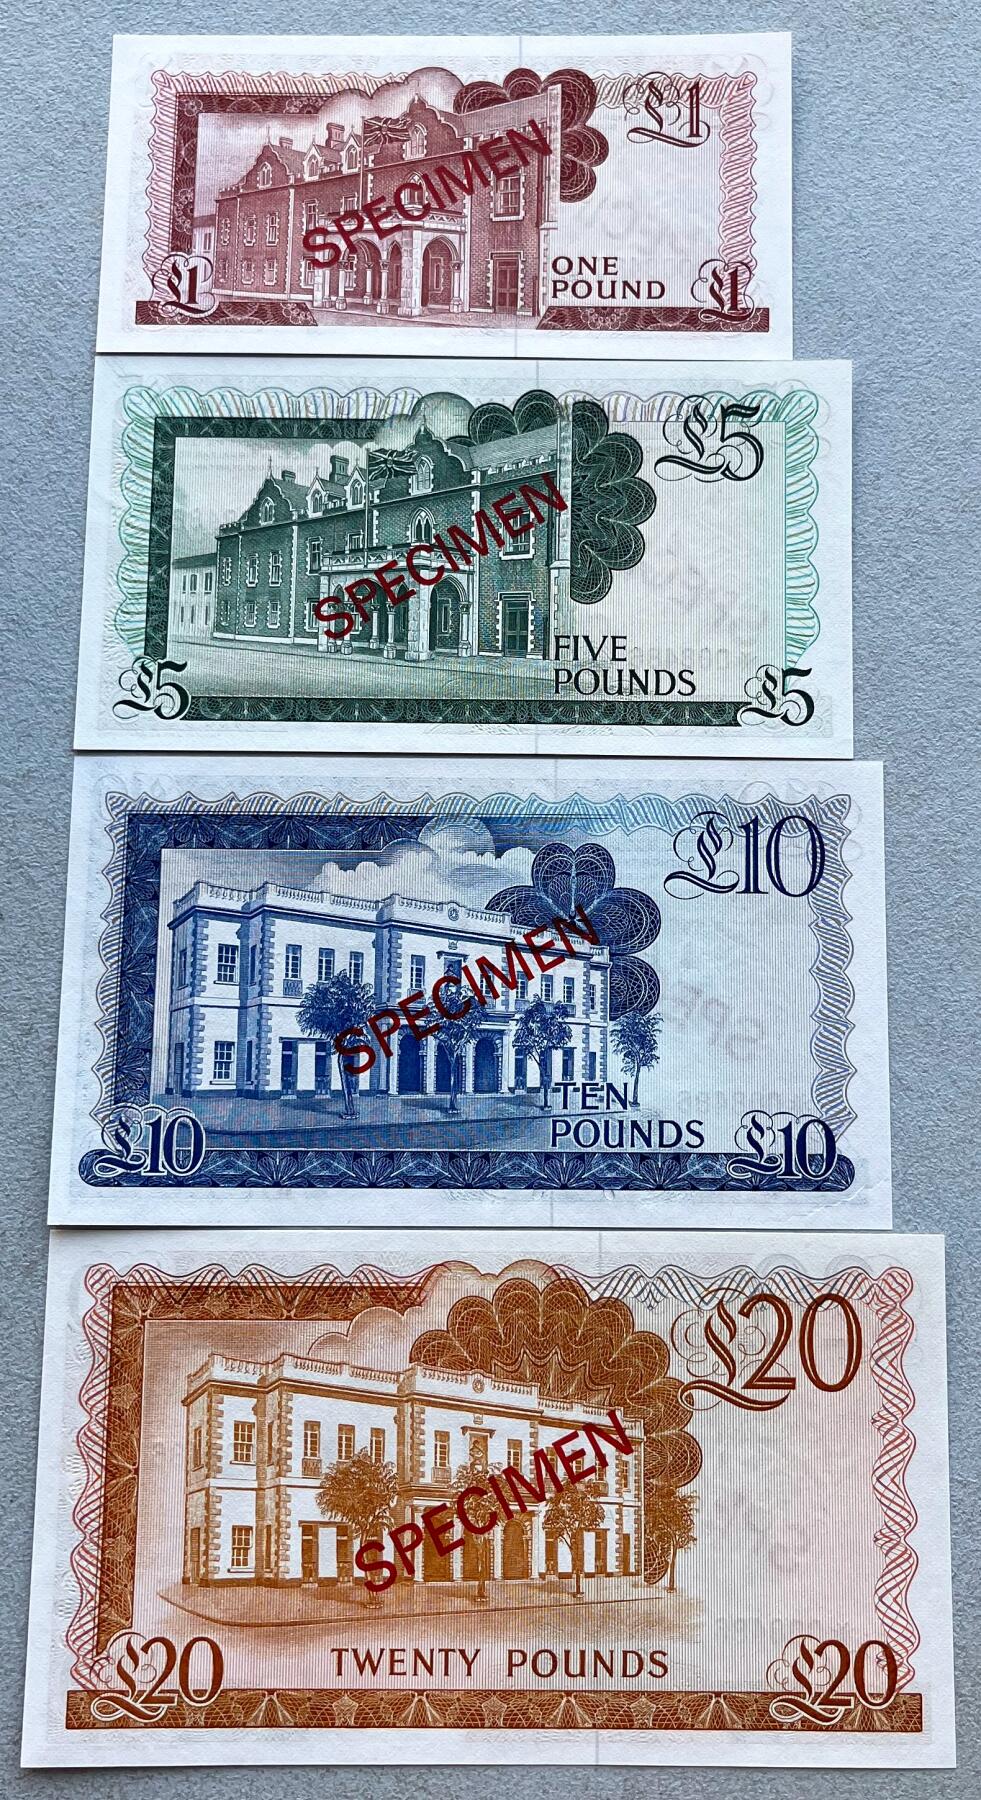 £1
SPECIMEN
ONE
POUND
£1
£1
£5
SPECIMEN
FIVE
POUNDS
£5
£5
£10
SPECIMEN
TEN
POUNDS
£10
£10
£20
SPECIMEN
TWENTY POUNDS
£20
£20